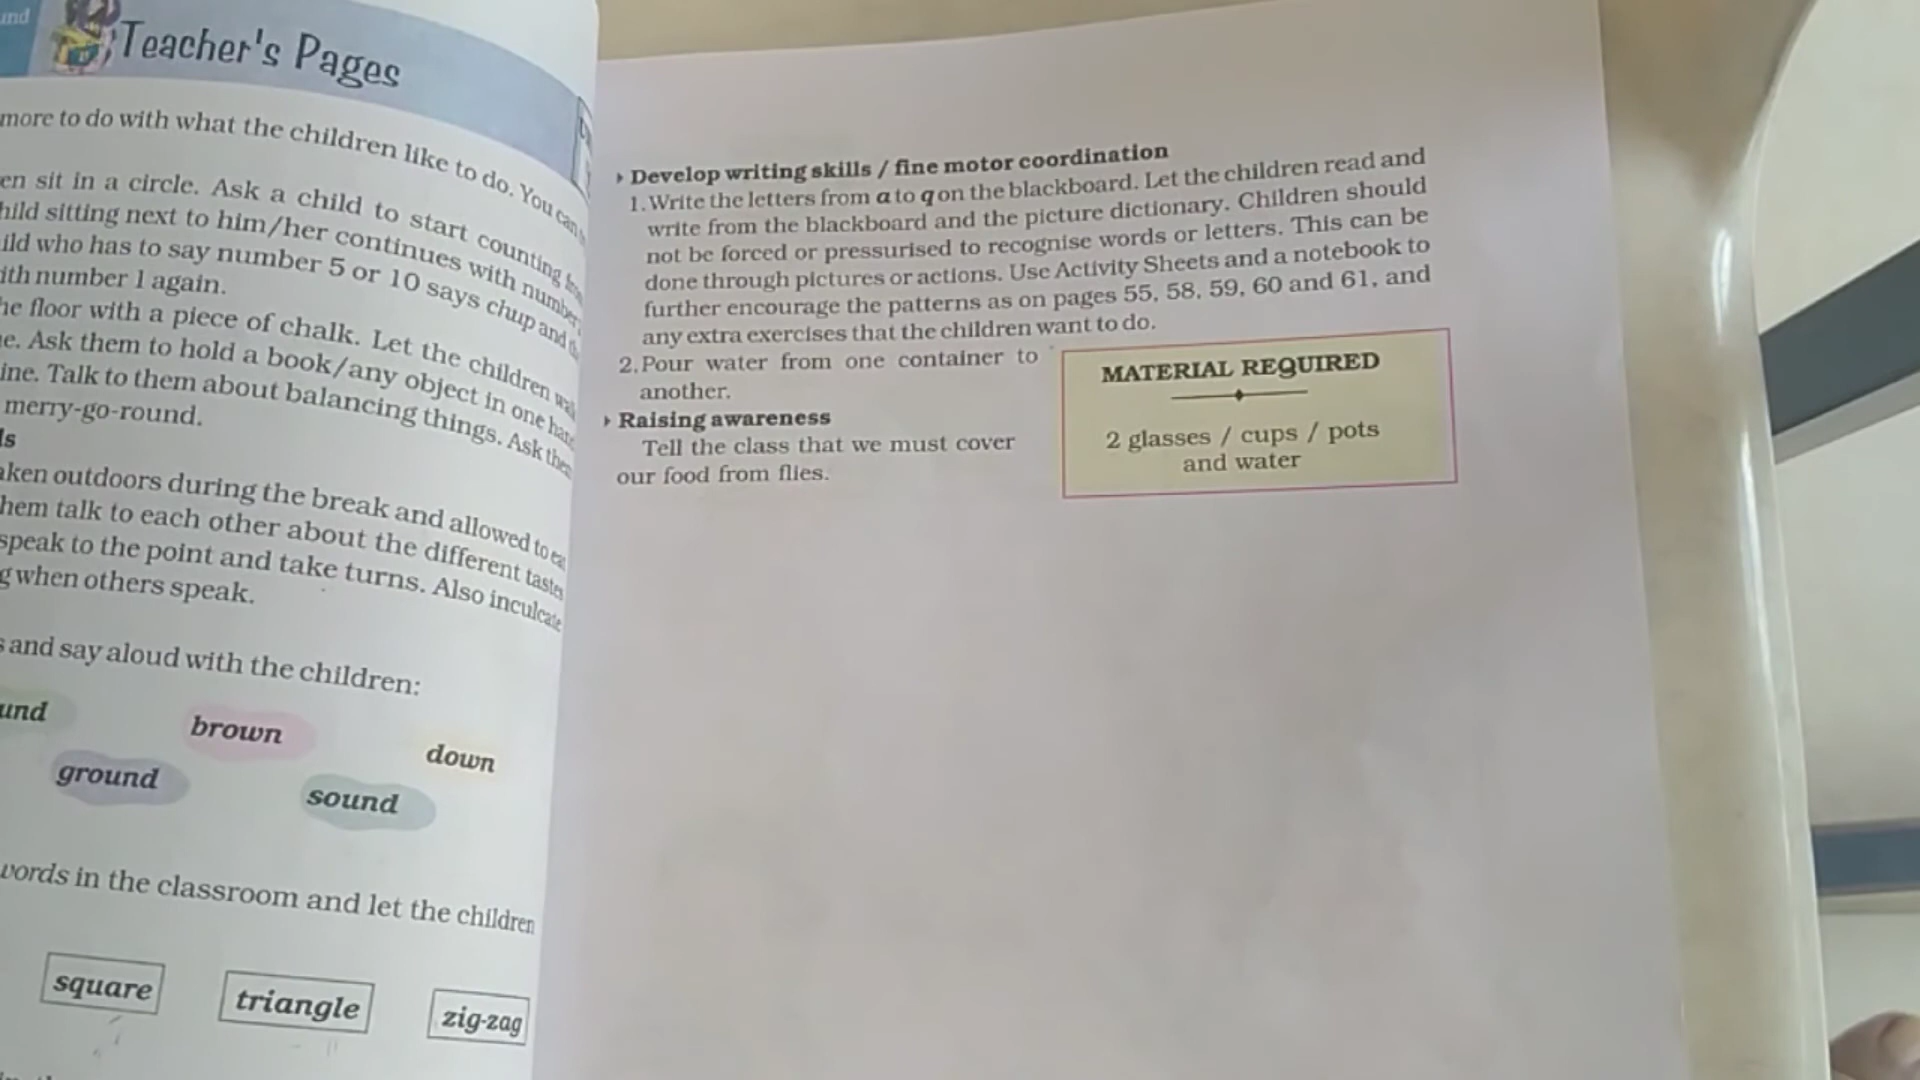 und
Teacher's Pages
more to do with what the children like to do. You can
en sit in a circle. Ask a child to start counting
hild sitting next to him/her continues with number
ild who has to say number 5 or 10 says chup and
ith number 1 again.
he floor with a piece of chalk. Let the children
e. Ask them to hold a book/any object in one
ine. Talk to them about balancing things. Ask
merry-go-round.
ls
aken outdoors during the break and allowed to
hem talk to each other about the different tastes
speak to the point and take turns. Also inculcate
g when others speak.
s and say aloud with the children:
und
brown
down
ground
sound
words in the classroom and let the children
square
triangle
zig-zag
▸ Develop writing skills / fine motor coordination
1. Write the letters from a to q on the blackboard. Let the children read and
write from the blackboard and the picture dictionary. Children should
not be forced or pressurised to recognise words or letters. This can be
done through pictures or actions. Use Activity Sheets and a notebook to
further encourage the patterns as on pages 55, 58, 59, 60 and 61, and
any extra exercises that the children want to do.
2. Pour water from one container to
another.
▸ Raising awareness
Tell the class that we must cover
our food from flies.
MATERIAL REQUIRED
2 glasses / cups / pots
and water